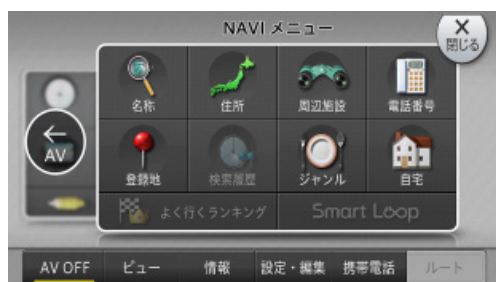 NAVI メニュー
X
閉じる
名称
住所
周辺施設
電話番号
AV
登録地
検索履歴
ジャンル
自宅
よく行くランキング
Smart Loop
AV OFF
ビュー
情報
設定・編集
携帯電話
ルート